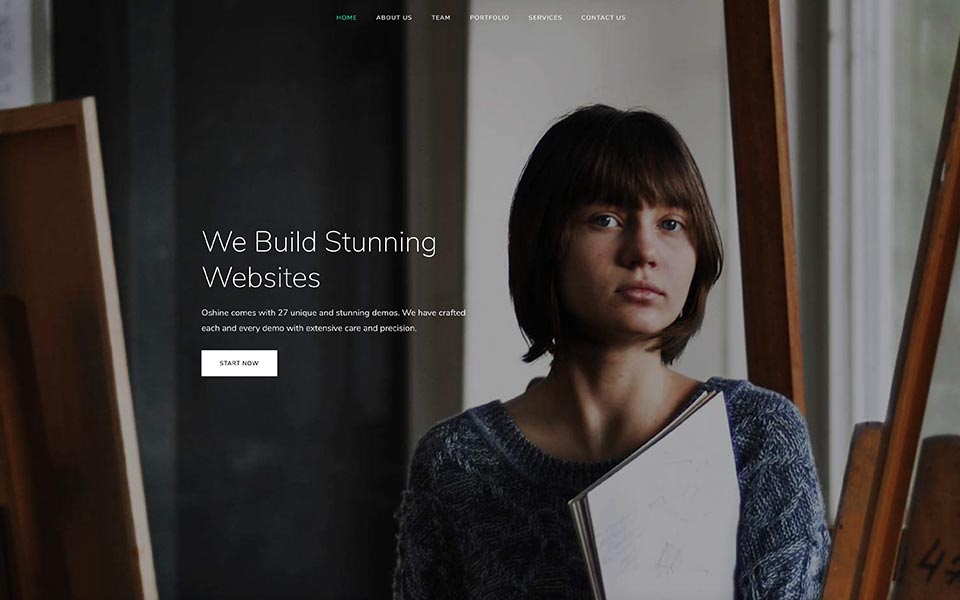 HOME ABOUT US TEAM PORTFOLIO SERVICES CONTACT US
We Build Stunning
Websites
Oshine comes with 27 unique and stunning demos. We have crafted
each and every demo with extensive care and precision.
START NOW